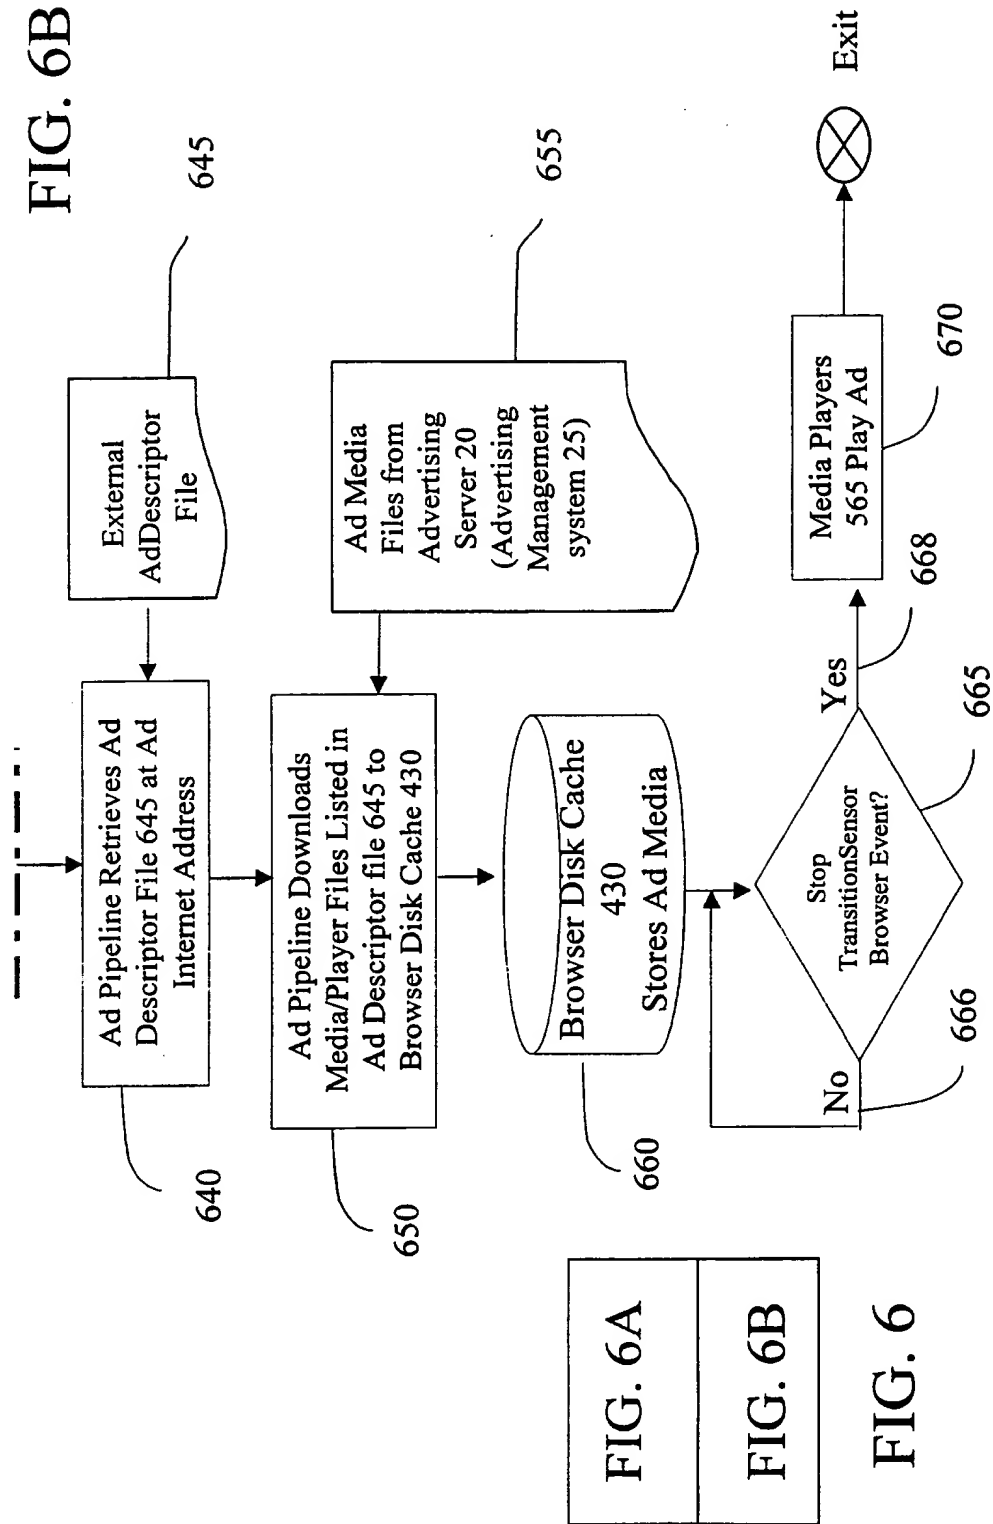 FIG. 6B
Ad Pipeline Retrieves Ad
Descriptor File 645 at Ad
Internet Address
640
External
AdDescriptor
File
645
Ad Pipeline Downloads
Media/Player Files Listed in
Ad Descriptor file 645 to
Browser Disk Cache 430
650
Ad Media
Files from
Advertising
Server 20
(Advertising
Management
system 25)
655
Browser Disk Cache
430
Stores Ad Media
660
Stop
TransitionSensor
Browser Event?
665
No
666
Yes
668
Media Players
565 Play Ad
670
Exit
FIG. 6A
FIG. 6B
FIG. 6